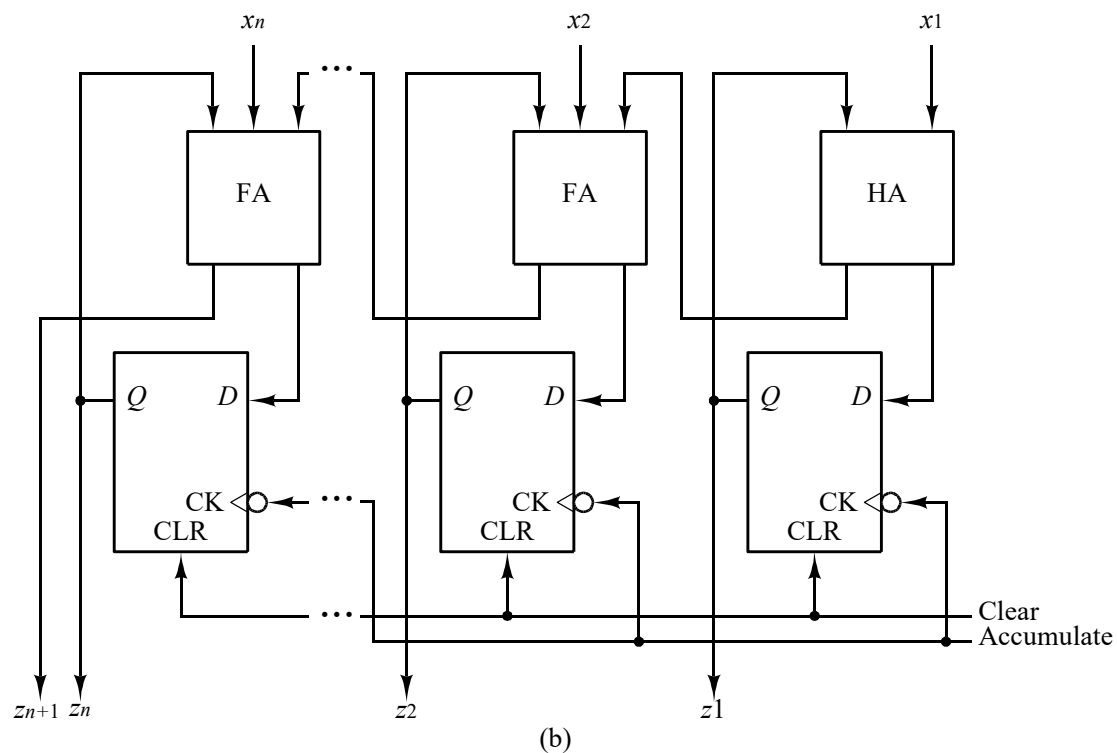 xn ... x2 x1
FA FA HA
Q D Q D Q D
CK ... CK CK
CLR CLR CLR
... Clear
Accumulate
zn+1 zn z2 z1
(b)